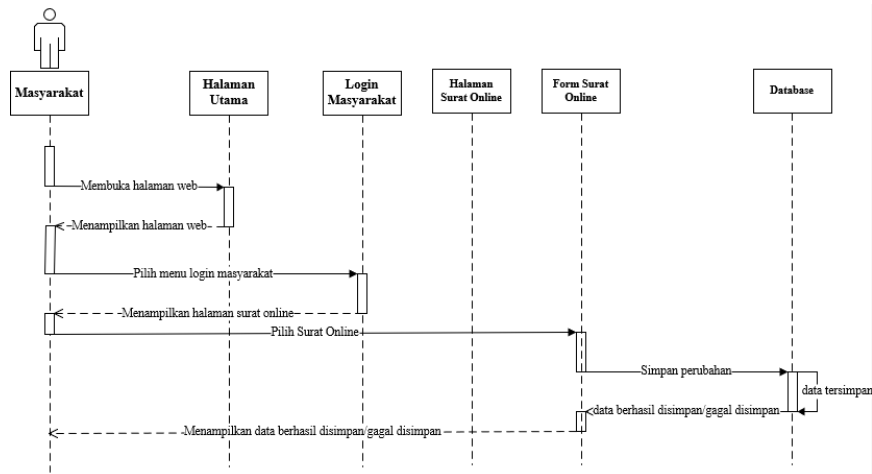 Masyarakat
Halaman
Utama
Login
Masyarakat
Halaman
Surat Online
Form Surat
Online
Database
Membuka halaman web
Menampilkan halaman web
Pilih menu login masyarakat
Menampilkan halaman surat online
Pilih Surat Online
Simpan perubahan
data tersimpan
data berhasil disimpan/gagal disimpan
Menampilkan data berhasil disimpan/gagal disimpan